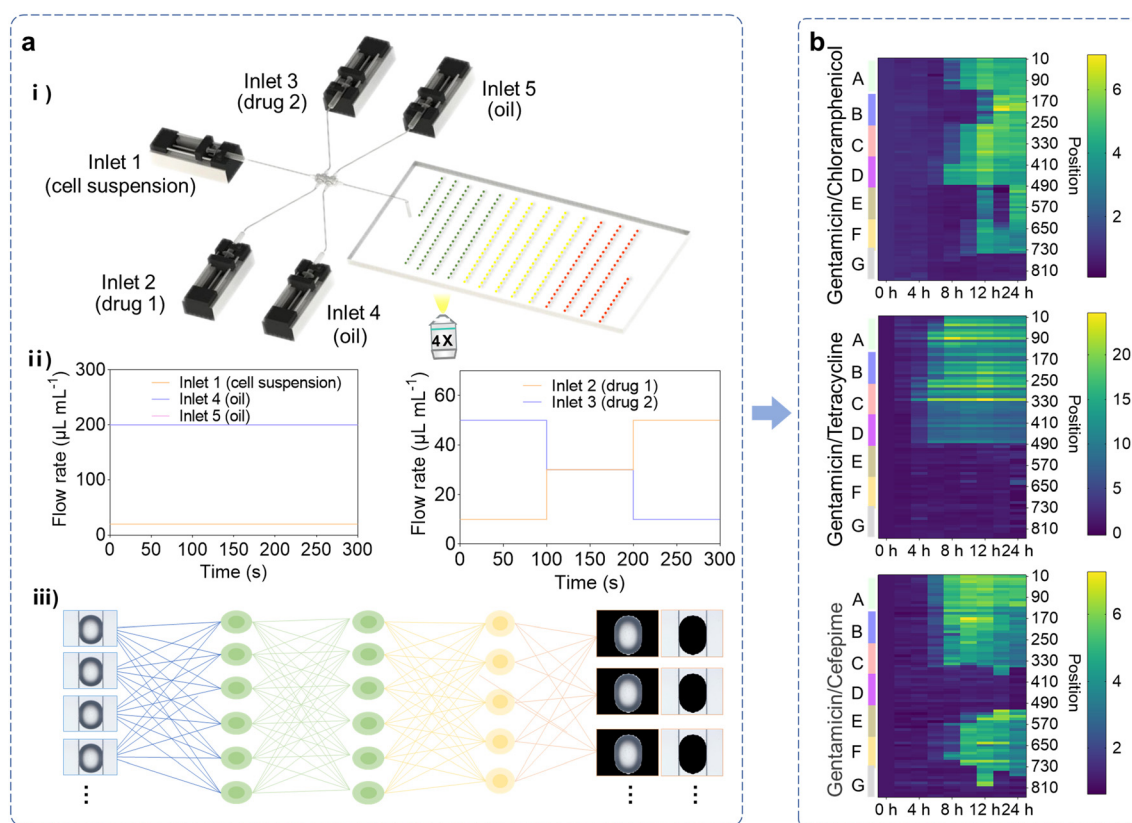 a
i )
Inlet 3
(drug 2)
Inlet 5
(oil)
Inlet 1
(cell suspension)
Inlet 2
(drug 1)
Inlet 4
(oil)
4X
ii)
300
200
100
0
Flow rate (µL mL⁻¹)
Inlet 1 (cell suspension)
Inlet 4 (oil)
Inlet 5 (oil)
0 50 100 150 200 250 300
Time (s)
60
40
20
0
Flow rate (µL mL⁻¹)
Inlet 2 (drug 1)
Inlet 3 (drug 2)
0 50 100 150 200 250 300
Time (s)
iii)
b
Gentamicin/Chloramphenicol
A
B
C
D
E
F
G
10
90
170
250
330
410
490
570
650
730
810
Position
6
4
2
0 h 4 h 8 h 12 h 24 h
Gentamicin/Tetracycline
A
B
C
D
E
F
G
10
90
170
250
330
410
490
570
650
730
810
Position
20
15
10
5
0
0 h 4 h 8 h 12 h 24 h
Gentamicin/Cefepime
A
B
C
D
E
F
G
10
90
170
250
330
410
490
570
650
730
810
Position
6
4
2
0 h 4 h 8 h 12 h 24 h